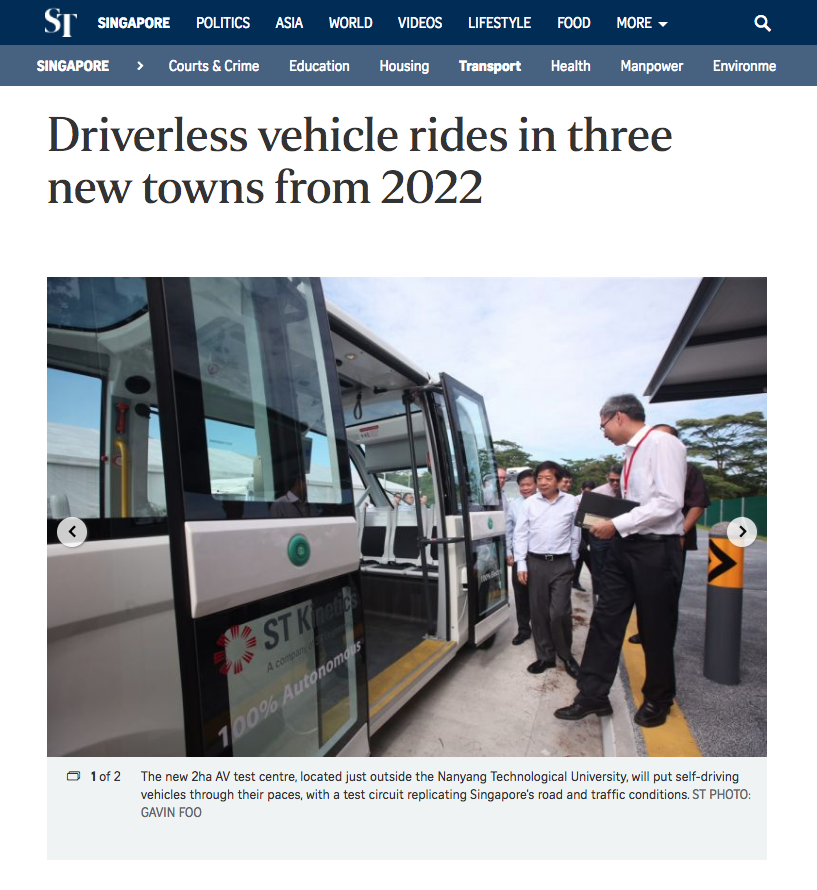 ST SINGAPORE POLITICS ASIA WORLD VIDEOS LIFESTYLE FOOD MORE
SINGAPORE > Courts & Crime Education Housing Transport Health Manpower Environme
Driverless vehicle rides in three
new towns from 2022
ST Kinetics
A company
100% Autonomous
100% Electric
1 of 2 The new 2ha AV test centre, located just outside the Nanyang Technological University, will put self-driving
vehicles through their paces, with a test circuit replicating Singapore's road and traffic conditions. ST PHOTO:
GAVIN FOO